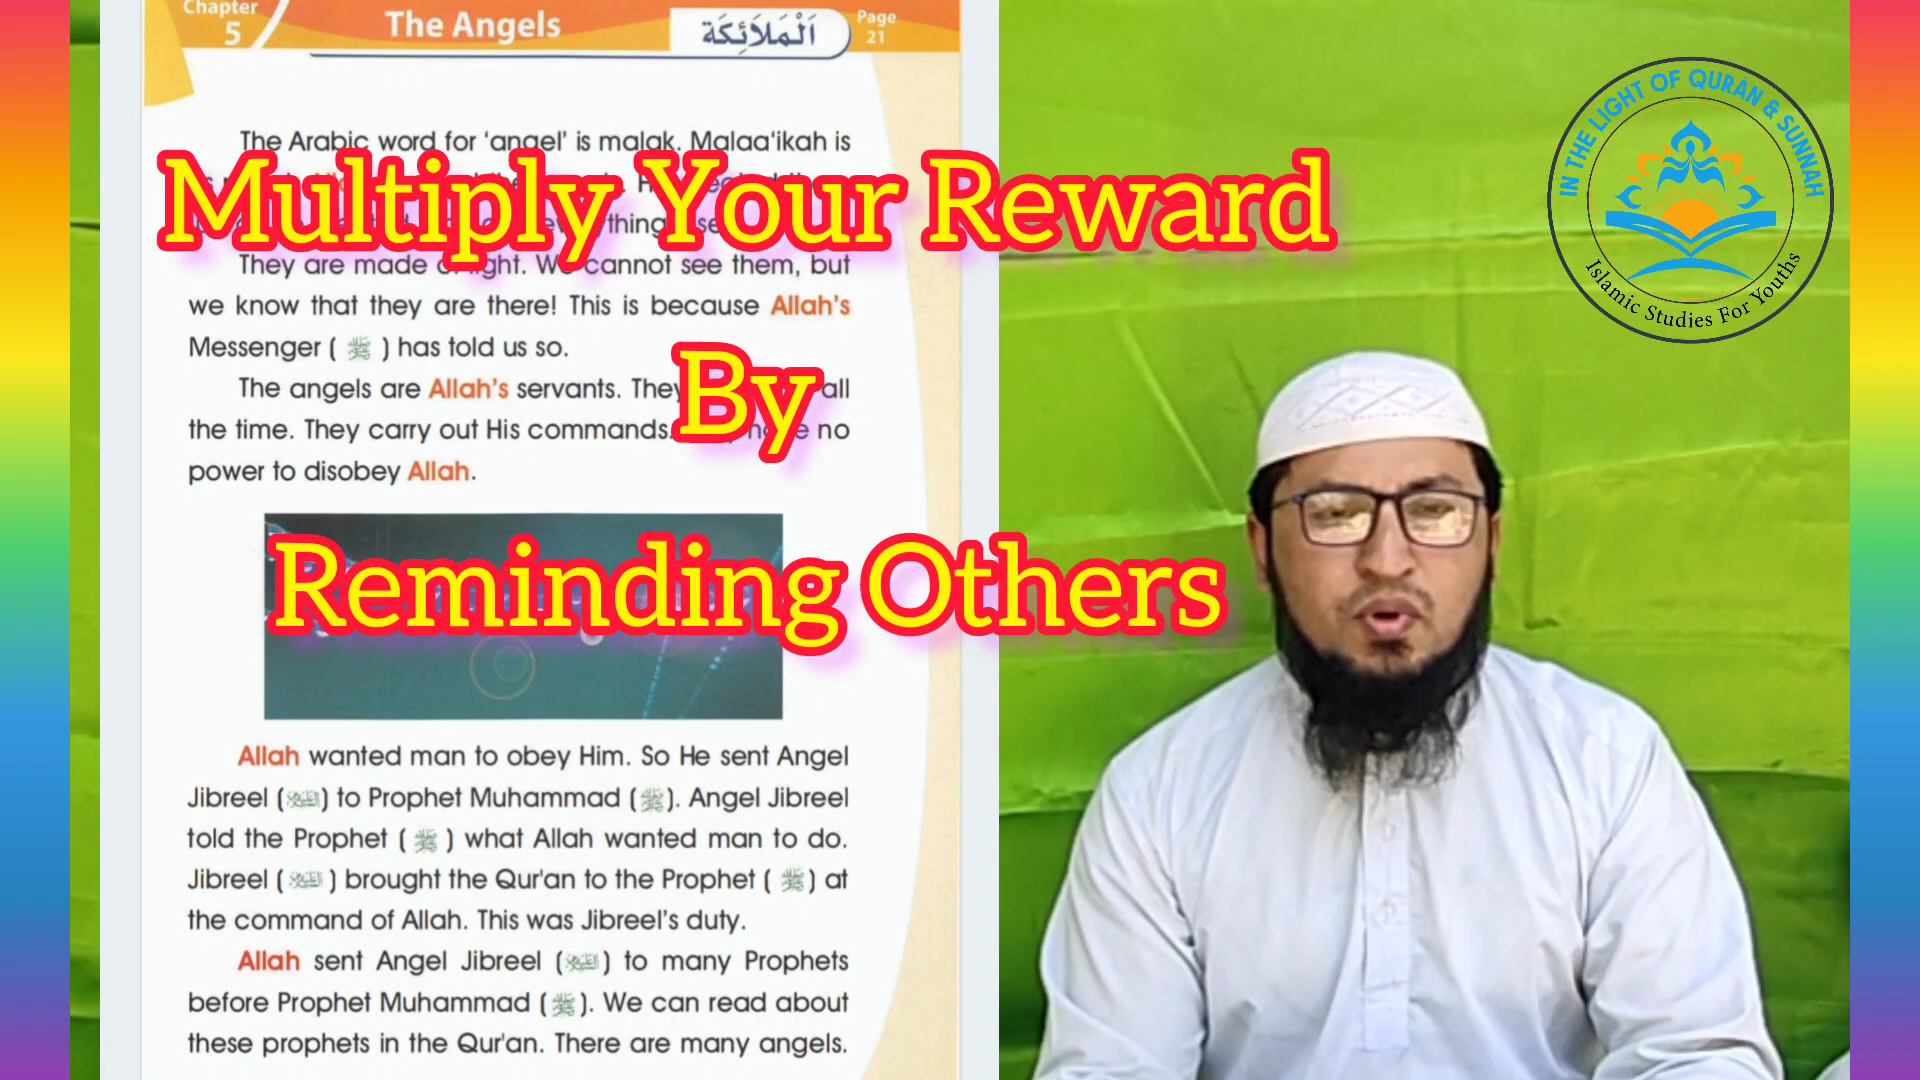 Chapter
5
The Angels
اَلْمَلَائِكَة
Page
21
The Arabic word for ‘angel’ is malak. Malaa'ikah is
They are made light. We cannot see them, but
we know that they are there! This is because Allah’s
Messenger ( ﷺ ) has told us so.
The angels are Allah’s servants. They all
the time. They carry out His commands. no
power to disobey Allah.
Allah wanted man to obey Him. So He sent Angel
Jibreel ( ) to Prophet Muhammad (ﷺ). Angel Jibreel
told the Prophet ( ﷺ ) what Allah wanted man to do.
Jibreel ( ) brought the Qur'an to the Prophet ( ﷺ ) at
the command of Allah. This was Jibreel’s duty.
Allah sent Angel Jibreel ( ) to many Prophets
before Prophet Muhammad ( ﷺ ). We can read about
these prophets in the Qur'an. There are many angels.
Multiply Your Reward
By
Reminding Others
IN THE LIGHT OF QURAN & SUNNAH
Islamic Studies For Youths